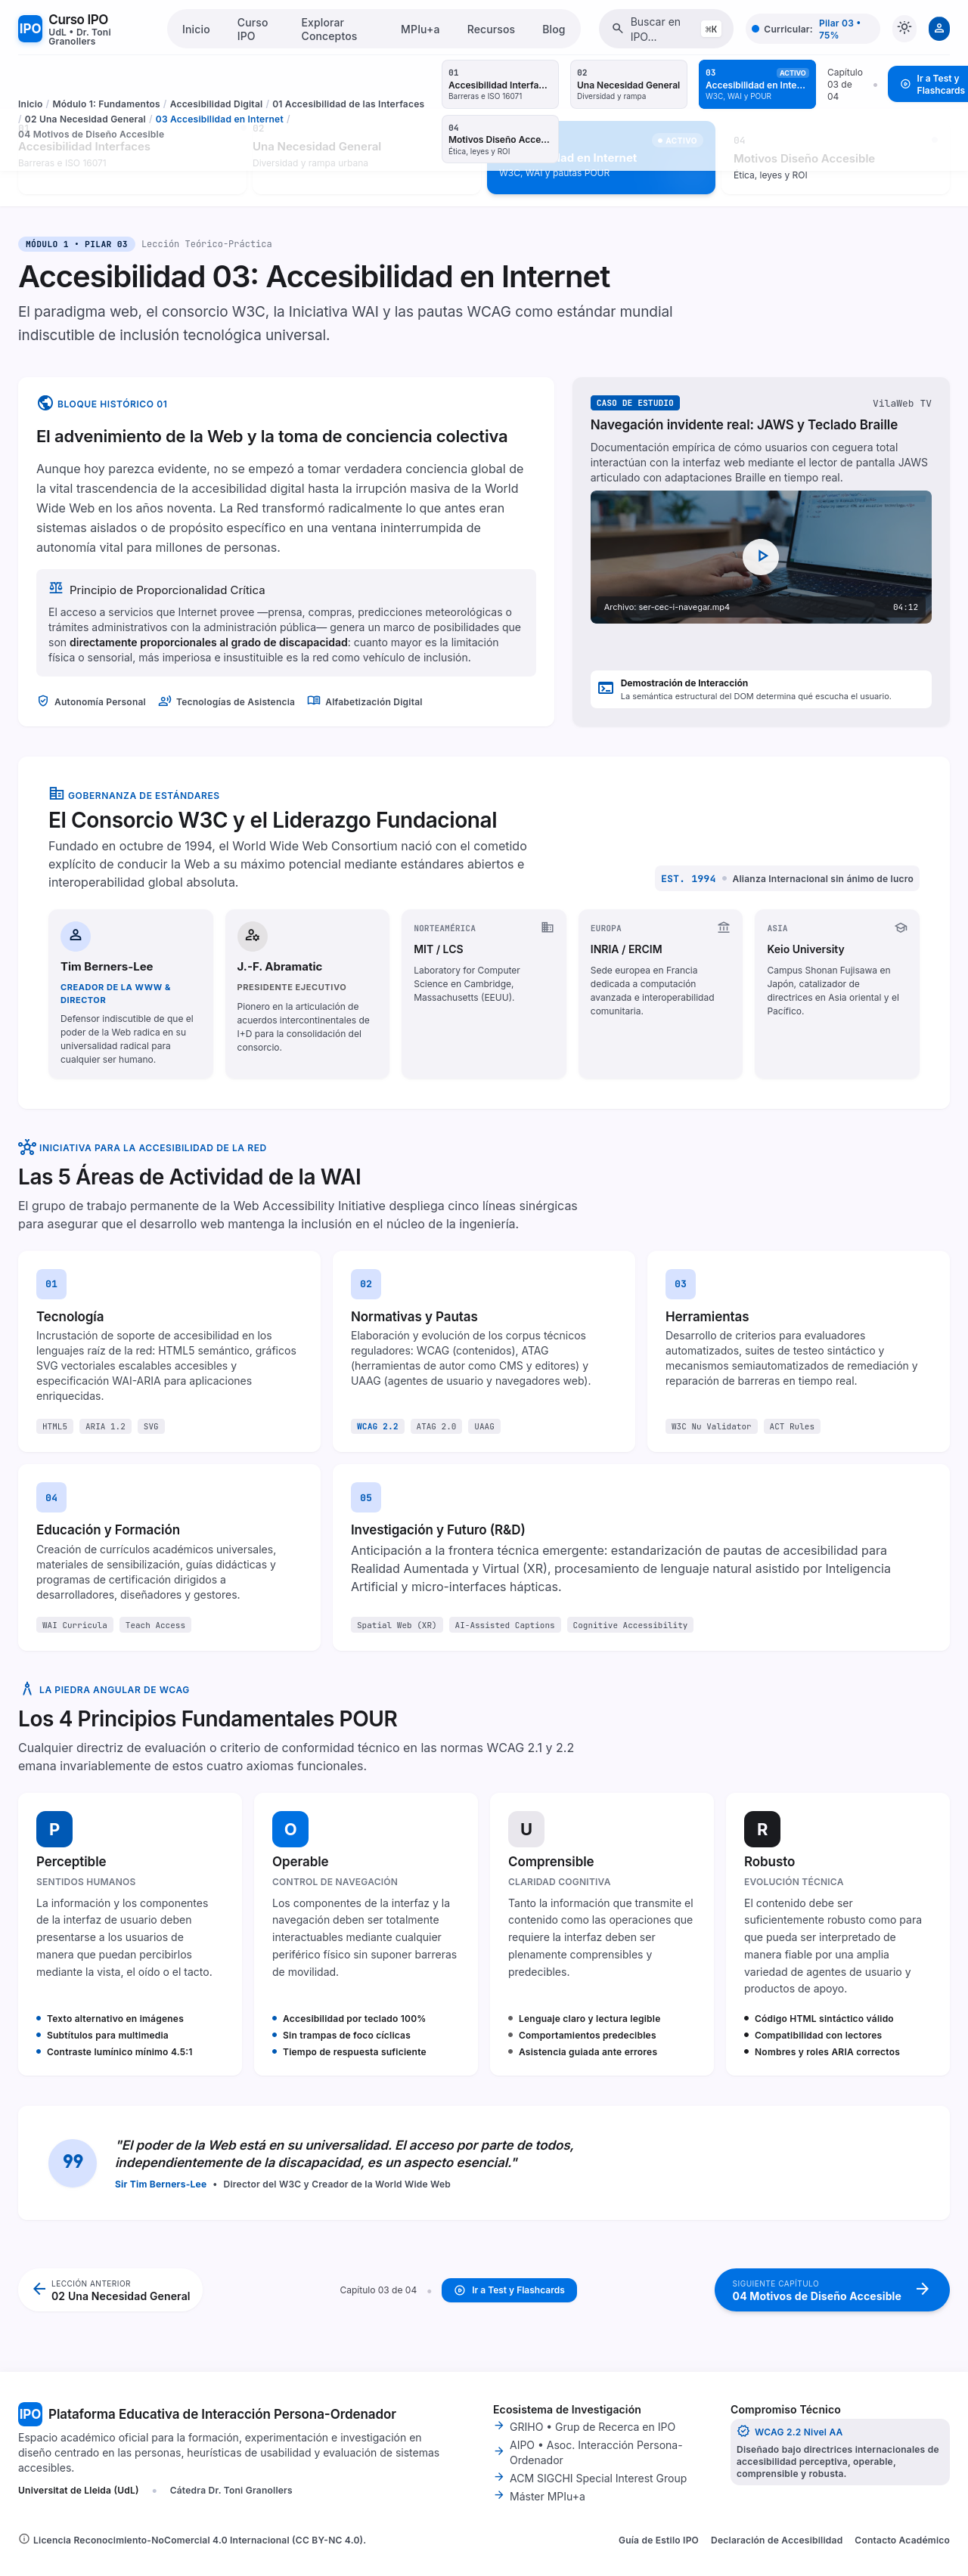 IPO
Curso IPO
UdL • Dr. Toni
Granollers
Inicio
Curso
IPO
Explorar
Conceptos
MPIu+a
Recursos
Blog
Buscar en
IPO...
⌘K
Curricular:
Pilar 03 •
75%
Inicio / Módulo 1: Fundamentos / Accesibilidad Digital / 01 Accesibilidad de las Interfaces
/ 02 Una Necesidad General / 03 Accesibilidad en Internet /
04 Motivos de Diseño Accesible
01
Accesibilidad Interfa...
Barreras e ISO 16071
02
Una Necesidad General
Diversidad y rampa
03
ACTIVO
Accesibilidad en Inte...
W3C, WAI y POUR
04
Motivos Diseño Acce...
Ética, leyes y ROI
Capítulo
03 de
04
Ir a Test y
Flashcards
Accesibilidad Interfaces
Barreras e ISO 16071
02
Una Necesidad General
Diversidad y rampa urbana
ACTIVO
dad en Internet
W3C, WAI y pautas POUR
04
Motivos Diseño Accesible
Ética, leyes y ROI
MÓDULO 1 • PILAR 03
Lección Teórico-Práctica
Accesibilidad 03: Accesibilidad en Internet
El paradigma web, el consorcio W3C, la Iniciativa WAI y las pautas WCAG como estándar mundial
indiscutible de inclusión tecnológica universal.
BLOQUE HISTÓRICO 01
El advenimiento de la Web y la toma de conciencia colectiva
Aunque hoy parezca evidente, no se empezó a tomar verdadera conciencia global de
la vital trascendencia de la accesibilidad digital hasta la irrupción masiva de la World
Wide Web en los años noventa. La Red transformó radicalmente lo que antes eran
sistemas aislados o de propósito específico en una ventana ininterrumpida de
autonomía vital para millones de personas.
Principio de Proporcionalidad Crítica
El acceso a servicios que Internet provee —prensa, compras, predicciones meteorológicas o
trámites administrativos con la administración pública— genera un marco de posibilidades que
son directamente proporcionales al grado de discapacidad: cuanto mayor es la limitación
física o sensorial, más imperiosa e insustituible es la red como vehículo de inclusión.
Autonomía Personal
Tecnologías de Asistencia
Alfabetización Digital
CASO DE ESTUDIO
VilaWeb TV
Navegación invidente real: JAWS y Teclado Braille
Documentación empírica de cómo usuarios con ceguera total
interactúan con la interfaz web mediante el lector de pantalla JAWS
articulado con adaptaciones Braille en tiempo real.
Archivo: ser-cec-i-navegar.mp4
04:12
Demostración de Interacción
La semántica estructural del DOM determina qué escucha el usuario.
GOBERNANZA DE ESTÁNDARES
El Consorcio W3C y el Liderazgo Fundacional
Fundado en octubre de 1994, el World Wide Web Consortium nació con el cometido
explícito de conducir la Web a su máximo potencial mediante estándares abiertos e
interoperabilidad global absoluta.
EST. 1994
Alianza Internacional sin ánimo de lucro
Tim Berners-Lee
CREADOR DE LA WWW &
DIRECTOR
Defensor indiscutible de que el
poder de la Web radica en su
universalidad radical para
cualquier ser humano.
J.-F. Abramatic
PRESIDENTE EJECUTIVO
Pionero en la articulación de
acuerdos intercontinentales de
I+D para la consolidación del
consorcio.
NORTEAMÉRICA
MIT / LCS
Laboratory for Computer
Science en Cambridge,
Massachusetts (EEUU).
EUROPA
INRIA / ERCIM
Sede europea en Francia
dedicada a computación
avanzada e interoperabilidad
comunitaria.
ASIA
Keio University
Campus Shonan Fujisawa en
Japón, catalizador de
directrices en Asia oriental y el
Pacífico.
INICIATIVA PARA LA ACCESIBILIDAD DE LA RED
Las 5 Áreas de Actividad de la WAI
El grupo de trabajo permanente de la Web Accessibility Initiative despliega cinco líneas sinérgicas
para asegurar que el desarrollo web mantenga la inclusión en el núcleo de la ingeniería.
01
Tecnología
Incrustación de soporte de accesibilidad en los
lenguajes raíz de la red: HTML5 semántico, gráficos
SVG vectoriales escalables accesibles y
especificación WAI-ARIA para aplicaciones
enriquecidas.
HTML5
ARIA 1.2
SVG
02
Normativas y Pautas
Elaboración y evolución de los corpus técnicos
reguladores: WCAG (contenidos), ATAG
(herramientas de autor como CMS y editores) y
UAAG (agentes de usuario y navegadores web).
WCAG 2.2
ATAG 2.0
UAAG
03
Herramientas
Desarrollo de criterios para evaluadores
automatizados, suites de testeo sintáctico y
mecanismos semiautomatizados de remediación y
reparación de barreras en tiempo real.
W3C Nu Validator
ACT Rules
04
Educación y Formación
Creación de currículos académicos universales,
materiales de sensibilización, guías didácticas y
programas de certificación dirigidos a
desarrolladores, diseñadores y gestores.
WAI Curricula
Teach Access
05
Investigación y Futuro (R&D)
Anticipación a la frontera técnica emergente: estandarización de pautas de accesibilidad para
Realidad Aumentada y Virtual (XR), procesamiento de lenguaje natural asistido por Inteligencia
Artificial y micro-interfaces hápticas.
Spatial Web (XR)
AI-Assisted Captions
Cognitive Accessibility
LA PIEDRA ANGULAR DE WCAG
Los 4 Principios Fundamentales POUR
Cualquier directriz de evaluación o criterio de conformidad técnico en las normas WCAG 2.1 y 2.2
emana invariablemente de estos cuatro axiomas funcionales.
P
Perceptible
SENTIDOS HUMANOS
La información y los componentes
de la interfaz de usuario deben
presentarse a los usuarios de
manera que puedan percibirlos
mediante la vista, el oído o el tacto.
Texto alternativo en imágenes
Subtítulos para multimedia
Contraste lumínico mínimo 4.5:1
O
Operable
CONTROL DE NAVEGACIÓN
Los componentes de la interfaz y la
navegación deben ser totalmente
interactuables mediante cualquier
periférico físico sin suponer barreras
de movilidad.
Accesibilidad por teclado 100%
Sin trampas de foco cíclicas
Tiempo de respuesta suficiente
U
Comprensible
CLARIDAD COGNITIVA
Tanto la información que transmite el
contenido como las operaciones que
requiere la interfaz deben ser
plenamente comprensibles y
predecibles.
Lenguaje claro y lectura legible
Comportamientos predecibles
Asistencia guiada ante errores
R
Robusto
EVOLUCIÓN TÉCNICA
El contenido debe ser
suficientemente robusto como para
que pueda ser interpretado de
manera fiable por una amplia
variedad de agentes de usuario y
productos de apoyo.
Código HTML sintáctico válido
Compatibilidad con lectores
Nombres y roles ARIA correctos
"El poder de la Web está en su universalidad. El acceso por parte de todos,
independientemente de la discapacidad, es un aspecto esencial."
Sir Tim Berners-Lee • Director del W3C y Creador de la World Wide Web
LECCIÓN ANTERIOR
02 Una Necesidad General
Capítulo 03 de 04
Ir a Test y Flashcards
SIGUIENTE CAPÍTULO
04 Motivos de Diseño Accesible
IPO
Plataforma Educativa de Interacción Persona-Ordenador
Espacio académico oficial para la formación, experimentación e investigación en
diseño centrado en las personas, heurísticas de usabilidad y evaluación de sistemas
accesibles.
Universitat de Lleida (UdL)
Cátedra Dr. Toni Granollers
Ecosistema de Investigación
GRIHO • Grup de Recerca en IPO
AIPO • Asoc. Interacción Persona-
Ordenador
ACM SIGCHI Special Interest Group
Máster MPIu+a
Compromiso Técnico
WCAG 2.2 Nivel AA
Diseñado bajo directrices internacionales de
accesibilidad perceptiva, operable,
comprensible y robusta.
Licencia Reconocimiento-NoComercial 4.0 Internacional (CC BY-NC 4.0).
Guía de Estilo IPO
Declaración de Accesibilidad
Contacto Académico